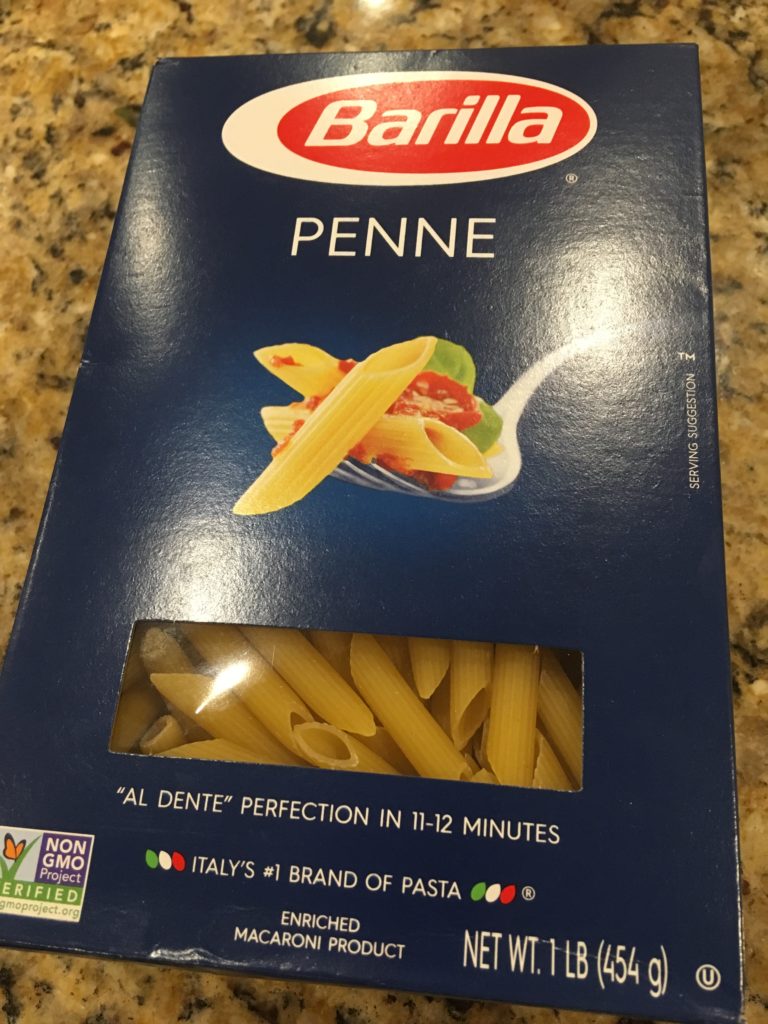 Barilla
®
PENNE
TM
SERVING SUGGESTION
"AL DENTE" PERFECTION IN 11-12 MINUTES
NON
GMO
Project
ERIFIED
gmoproject.org
ITALY'S #1 BRAND OF PASTA ®
ENRICHED
MACARONI PRODUCT
NET WT. 1 LB (454 g)
U